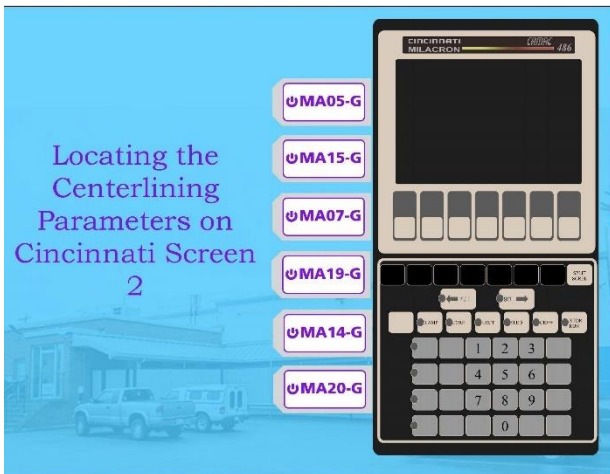 Locating the
Centerlining
Parameters on
Cincinnati Screen
2
MA05-G
MA15-G
MA07-G
MA19-G
MA14-G
MA20-G
CINCINNATI
MILACRON
CAMAC
486
1 2 3
4 5 6
7 8 9
0